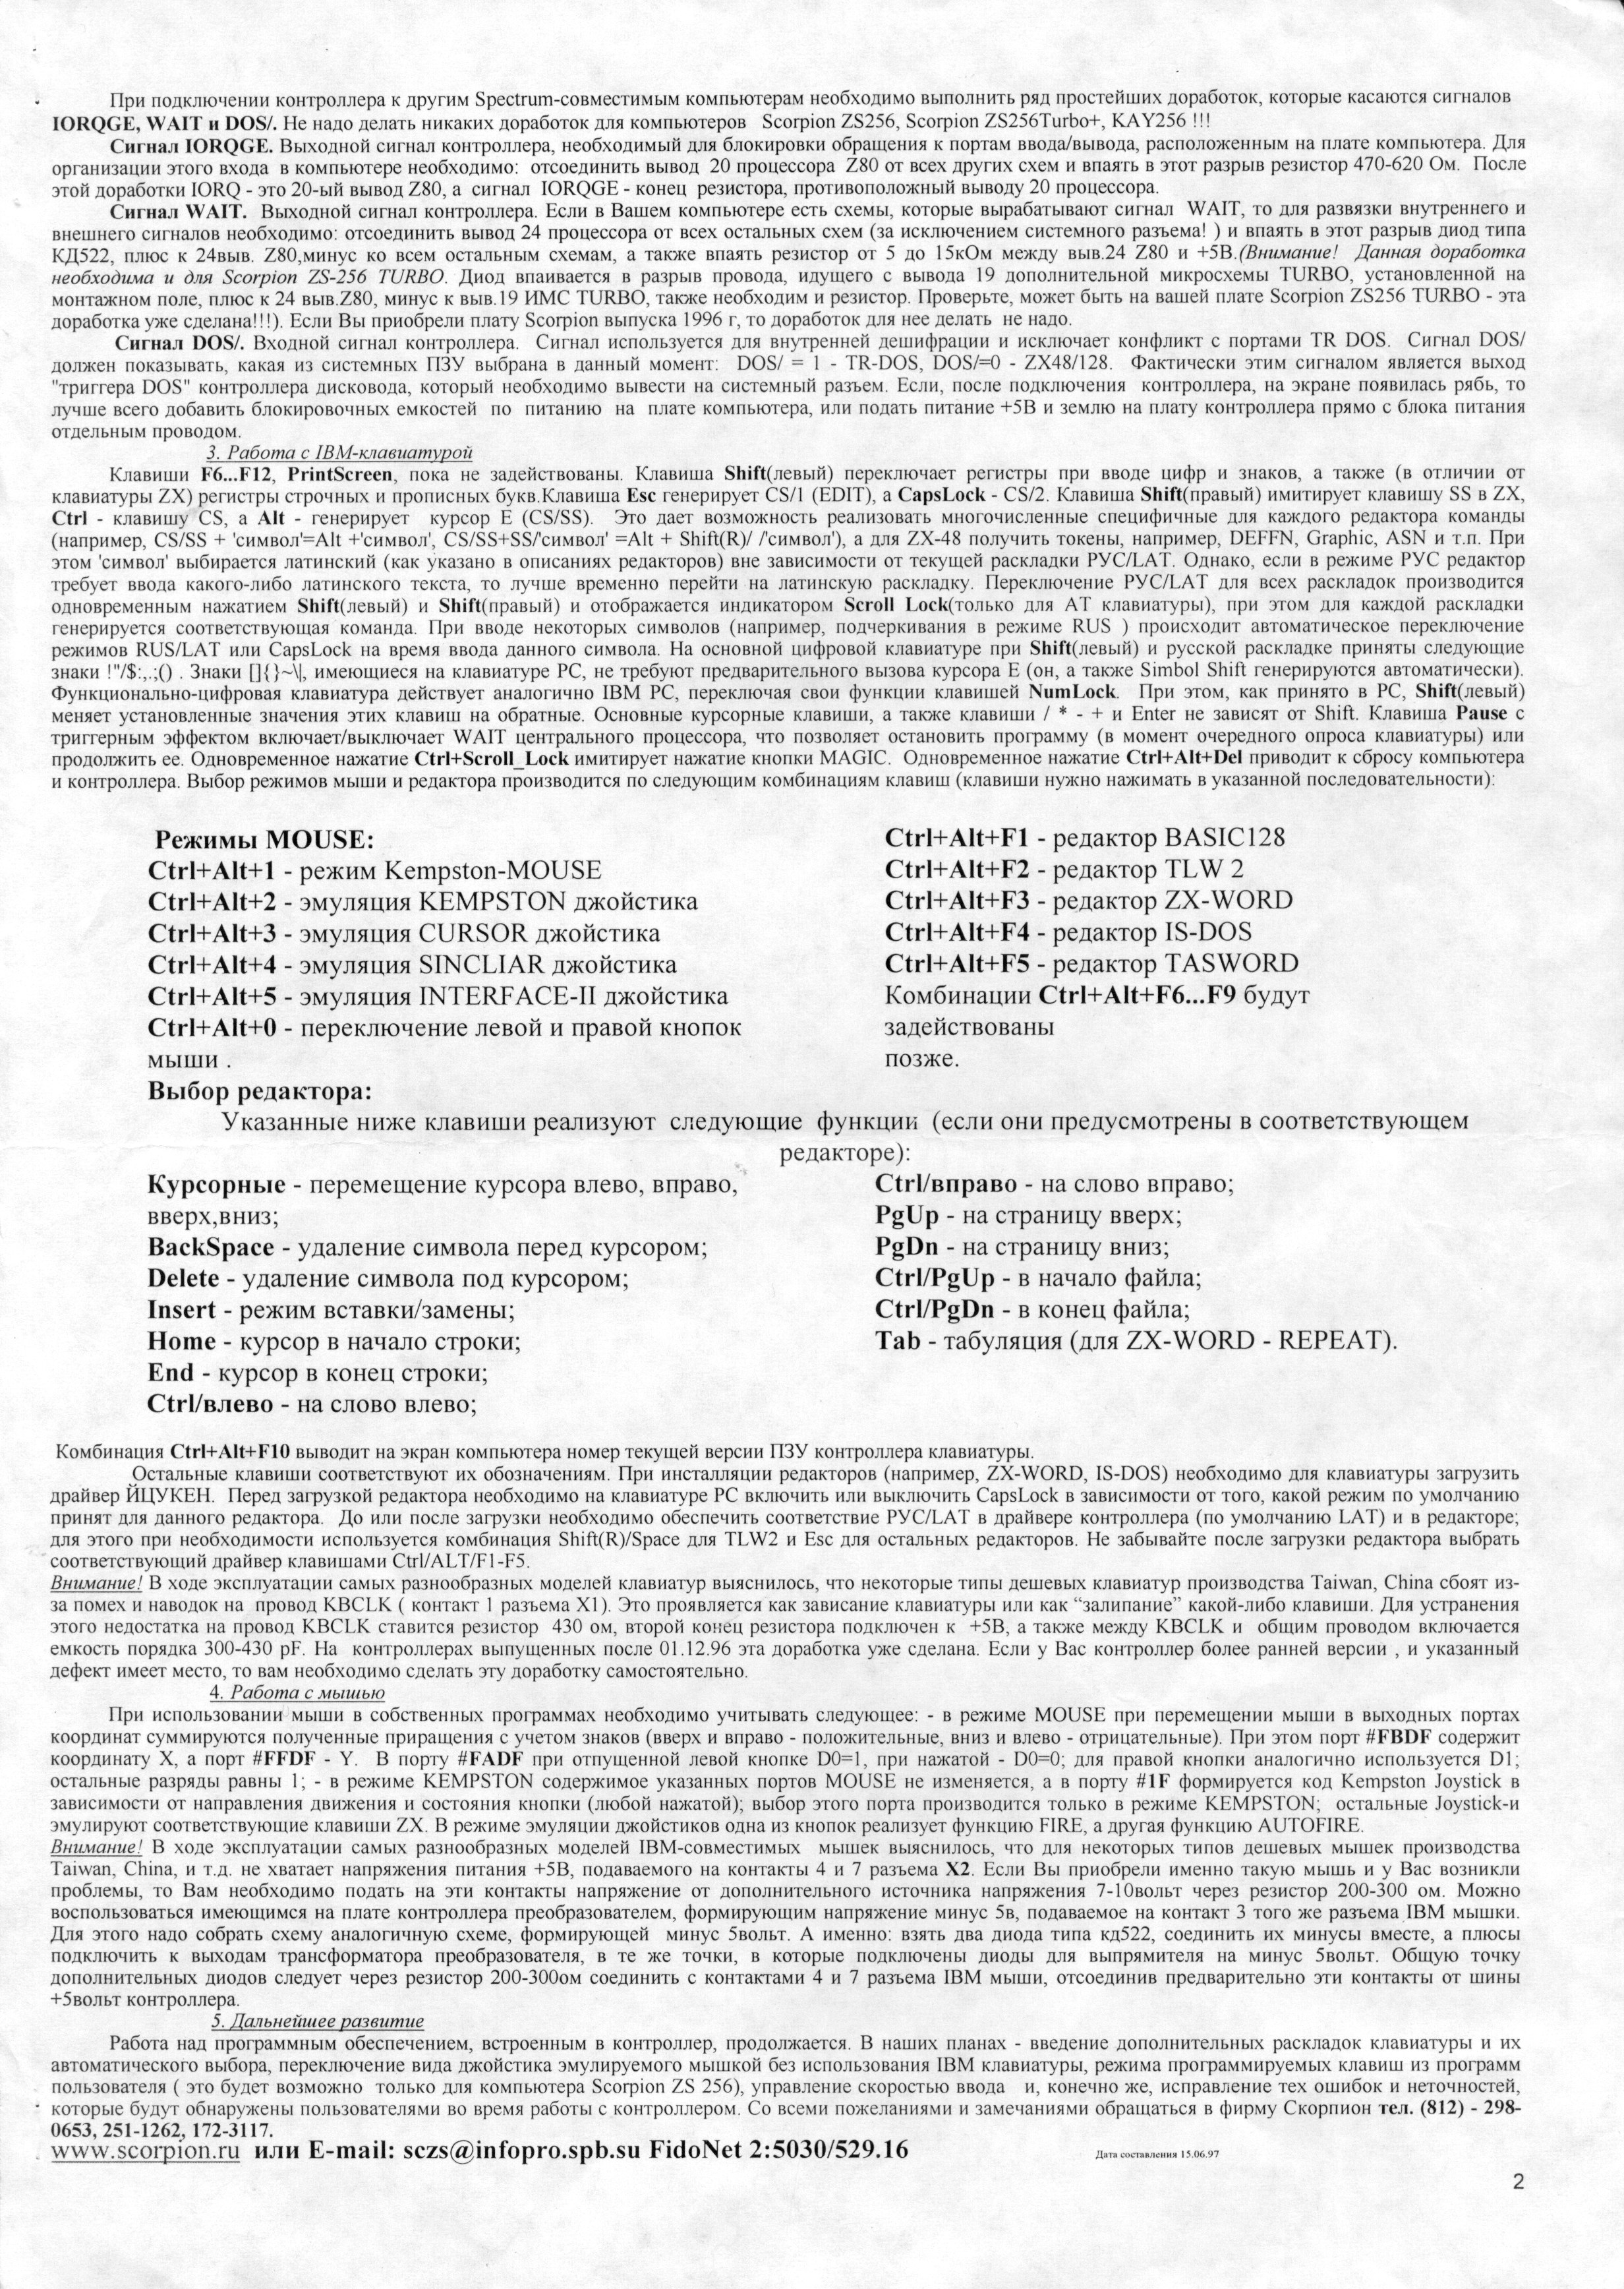 При подключении контроллера к другим Spectrum-совместимым компьютерам необходимо выполнить ряд простейших доработок, которые касаются сигналов
IORQGE, WAIT и DOS/. Не надо делать никаких доработок для компьютеров Scorpion ZS256, Scorpion ZS256Turbo+, KAY256 !!!
Сигнал IORQGE. Выходной сигнал контроллера, необходимый для блокировки обращения к портам ввода/вывода, расположенным на плате компьютера. Для
организации этого входа в компьютере необходимо: отсоединить вывод 20 процессора Z80 от всех других схем и впаять в этот разрыв резистор 470-620 Ом. После
этой доработки IORQ - это 20-ый вывод Z80, а сигнал IORQGE - конец резистора, противоположный выводу 20 процессора.
Сигнал WAIT. Выходной сигнал контроллера. Если в Вашем компьютере есть схемы, которые вырабатывают сигнал WAIT, то для развязки внутреннего и
внешнего сигналов необходимо: отсоединить вывод 24 процессора от всех остальных схем (за исключением системного разъема! ) и впаять в этот разрыв диод типа
КД522, плюс к 24выв. Z80,минус ко всем остальным схемам, а также впаять резистор от 5 до 15кОм между выв.24 Z80 и +5В.(Внимание! Данная доработка
необходима и для Scorpion ZS-256 TURBO. Диод впаивается в разрыв провода, идущего с вывода 19 дополнительной микросхемы TURBO, установленной на
монтажном поле, плюс к 24 выв.Z80, минус к выв.19 ИМС TURBO, также необходим и резистор. Проверьте, может быть на вашей плате Scorpion ZS256 TURBO - эта
доработка уже сделана!!!). Если Вы приобрели плату Scorpion выпуска 1996 г, то доработок для нее делать не надо.
Сигнал DOS/. Входной сигнал контроллера. Сигнал используется для внутренней дешифрации и исключает конфликт с портами TR DOS. Сигнал DOS/
должен показывать, какая из системных ПЗУ выбрана в данный момент: DOS/ = 1 - TR-DOS, DOS/=0 - ZX48/128. Фактически этим сигналом является выход
"триггера DOS" контроллера дисковода, который необходимо вывести на системный разъем. Если, после подключения контроллера, на экране появилась рябь, то
лучше всего добавить блокировочных емкостей по питанию на плате компьютера, или подать питание +5В и землю на плату контроллера прямо с блока питания
отдельным проводом.
3. Работа с IBM-клавиатурой
Клавиши F6...F12, PrintScreen, пока не задействованы. Клавиша Shift(левый) переключает регистры при вводе цифр и знаков, а также (в отличии от
клавиатуры ZX) регистры строчных и прописных букв.Клавиша Esc генерирует CS/1 (EDIT), а CapsLock - CS/2. Клавиша Shift(правый) имитирует клавишу SS в ZX,
Ctrl - клавишу CS, а Alt - генерирует курсор Е (CS/SS). Это дает возможность реализовать многочисленные специфичные для каждого редактора команды
(например, CS/SS + 'символ'=Alt +'символ', CS/SS+SS/'символ' =Alt + Shift(R)/ /'символ'), а для ZX-48 получить токены, например, DEFFN, Graphic, ASN и т.п. При
этом 'символ' выбирается латинский (как указано в описаниях редакторов) вне зависимости от текущей раскладки РУС/LAT. Однако, если в режиме РУС редактор
требует ввода какого-либо латинского текста, то лучше временно перейти на латинскую раскладку. Переключение РУС/LAT для всех раскладок производится
одновременным нажатием Shift(левый) и Shift(правый) и отображается индикатором Scroll Lock(только для АТ клавиатуры), при этом для каждой раскладки
генерируется соответствующая команда. При вводе некоторых символов (например, подчеркивания в режиме RUS ) происходит автоматическое переключение
режимов RUS/LAT или CapsLock на время ввода данного символа. На основной цифровой клавиатуре при Shift(левый) и русской раскладке приняты следующие
знаки !"/$:,.;() . Знаки []{}~\|, имеющиеся на клавиатуре PC, не требуют предварительного вызова курсора Е (он, а также Simbol Shift генерируются автоматически).
Функционально-цифровая клавиатура действует аналогично IBM PC, переключая свои функции клавишей NumLock. При этом, как принято в PC, Shift(левый)
меняет установленные значения этих клавиш на обратные. Основные курсорные клавиши, а также клавиши / * - + и Enter не зависят от Shift. Клавиша Pause с
триггерным эффектом включает/выключает WAIT центрального процессора, что позволяет остановить программу (в момент очередного опроса клавиатуры) или
продолжить ее. Одновременное нажатие Ctrl+Scroll_Lock имитирует нажатие кнопки MAGIC. Одновременное нажатие Ctrl+Alt+Del приводит к сбросу компьютера
и контроллера. Выбор режимов мыши и редактора производится по следующим комбинациям клавиш (клавиши нужно нажимать в указанной последовательности):
Режимы MOUSE:
Ctrl+Alt+1 - режим Kempston-MOUSE
Ctrl+Alt+2 - эмуляция KEMPSTON джойстика
Ctrl+Alt+3 - эмуляция CURSOR джойстика
Ctrl+Alt+4 - эмуляция SINCLIAR джойстика
Ctrl+Alt+5 - эмуляция INTERFACE-II джойстика
Ctrl+Alt+0 - переключение левой и правой кнопок
мыши .
Выбор редактора:
Ctrl+Alt+F1 - редактор BASIC128
Ctrl+Alt+F2 - редактор TLW 2
Ctrl+Alt+F3 - редактор ZX-WORD
Ctrl+Alt+F4 - редактор IS-DOS
Ctrl+Alt+F5 - редактор TASWORD
Комбинации Ctrl+Alt+F6...F9 будут
задействованы
позже.
Указанные ниже клавиши реализуют следующие функции (если они предусмотрены в соответствующем
редакторе):
Курсорные - перемещение курсора влево, вправо,
вверх,вниз;
BackSpace - удаление символа перед курсором;
Delete - удаление символа под курсором;
Insert - режим вставки/замены;
Home - курсор в начало строки;
End - курсор в конец строки;
Ctrl/влево - на слово влево;
Ctrl/вправо - на слово вправо;
PgUp - на страницу вверх;
PgDn - на страницу вниз;
Ctrl/PgUp - в начало файла;
Ctrl/PgDn - в конец файла;
Tab - табуляция (для ZX-WORD - REPEAT).
Комбинация Ctrl+Alt+F10 выводит на экран компьютера номер текущей версии ПЗУ контроллера клавиатуры.
Остальные клавиши соответствуют их обозначениям. При инсталляции редакторов (например, ZX-WORD, IS-DOS) необходимо для клавиатуры загрузить
драйвер ЙЦУКЕН. Перед загрузкой редактора необходимо на клавиатуре PC включить или выключить CapsLock в зависимости от того, какой режим по умолчанию
принят для данного редактора. До или после загрузки необходимо обеспечить соответствие РУС/LAT в драйвере контроллера (по умолчанию LAT) и в редакторе;
для этого при необходимости используется комбинация Shift(R)/Space для TLW2 и Esc для остальных редакторов. Не забывайте после загрузки редактора выбрать
соответствующий драйвер клавишами Ctrl/ALT/F1-F5.
Внимание! В ходе эксплуатации самых разнообразных моделей клавиатур выяснилось, что некоторые типы дешевых клавиатур производства Taiwan, China сбоят из-
за помех и наводок на провод KBCLK ( контакт 1 разъема X1). Это проявляется как зависание клавиатуры или как “залипание” какой-либо клавиши. Для устранения
этого недостатка на провод KBCLK ставится резистор 430 ом, второй конец резистора подключен к +5В, а также между KBCLK и общим проводом включается
емкость порядка 300-430 pF. На контроллерах выпущенных после 01.12.96 эта доработка уже сделана. Если у Вас контроллер более ранней версии , и указанный
дефект имеет место, то вам необходимо сделать эту доработку самостоятельно.
4. Работа с мышью
При использовании мыши в собственных программах необходимо учитывать следующее: - в режиме MOUSE при перемещении мыши в выходных портах
координат суммируются полученные приращения с учетом знаков (вверх и вправо - положительные, вниз и влево - отрицательные). При этом порт #FBDF содержит
координату X, а порт #FFDF - Y. В порту #FADF при отпущенной левой кнопке D0=1, при нажатой - D0=0; для правой кнопки аналогично используется D1;
остальные разряды равны 1; - в режиме KEMPSTON содержимое указанных портов MOUSE не изменяется, а в порту #1F формируется код Kempston Joystick в
зависимости от направления движения и состояния кнопки (любой нажатой); выбор этого порта производится только в режиме KEMPSTON; остальные Joystick-и
эмулируют соответствующие клавиши ZX. В режиме эмуляции джойстиков одна из кнопок реализует функцию FIRE, а другая функцию AUTOFIRE.
Внимание! В ходе эксплуатации самых разнообразных моделей IBM-совместимых мышек выяснилось, что для некоторых типов дешевых мышек производства
Taiwan, China, и т.д. не хватает напряжения питания +5В, подаваемого на контакты 4 и 7 разъема X2. Если Вы приобрели именно такую мышь и у Вас возникли
проблемы, то Вам необходимо подать на эти контакты напряжение от дополнительного источника напряжения 7-10вольт через резистор 200-300 ом. Можно
воспользоваться имеющимся на плате контроллера преобразователем, формирующим напряжение минус 5в, подаваемое на контакт 3 того же разъема IBM мышки.
Для этого надо собрать схему аналогичную схеме, формирующей минус 5вольт. А именно: взять два диода типа кд522, соединить их минусы вместе, а плюсы
подключить к выходам трансформатора преобразователя, в те же точки, в которые подключены диоды для выпрямителя на минус 5вольт. Общую точку
дополнительных диодов следует через резистор 200-300ом соединить с контактами 4 и 7 разъема IBM мыши, отсоединив предварительно эти контакты от шины
+5вольт контроллера.
5. Дальнейшее развитие
Работа над программным обеспечением, встроенным в контроллер, продолжается. В наших планах - введение дополнительных раскладок клавиатуры и их
автоматического выбора, переключение вида джойстика эмулируемого мышкой без использования IBM клавиатуры, режима программируемых клавиш из программ
пользователя ( это будет возможно только для компьютера Scorpion ZS 256), управление скоростью ввода и, конечно же, исправление тех ошибок и неточностей,
которые будут обнаружены пользователями во время работы с контроллером. Со всеми пожеланиями и замечаниями обращаться в фирму Скорпион тел. (812) - 298-
0653, 251-1262, 172-3117.
www.scorpion.ru или E-mail: sczs@infopro.spb.su FidoNet 2:5030/529.16
Дата составления 15.06.97
2